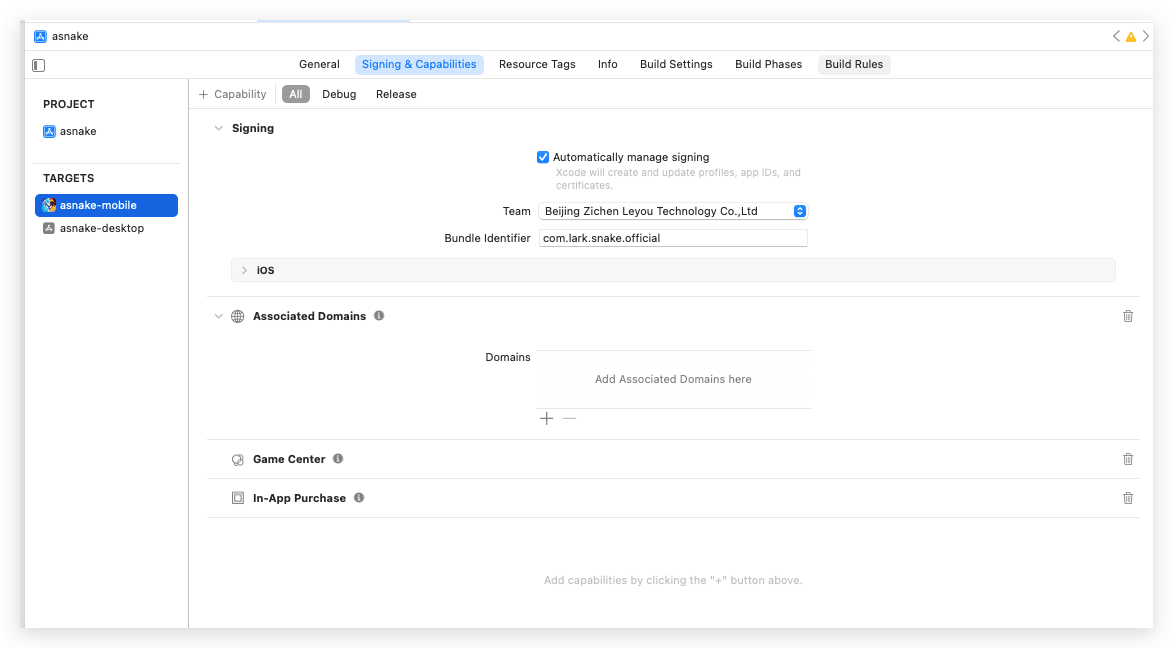 asnake
General Signing & Capabilities Resource Tags Info Build Settings Build Phases Build Rules
PROJECT
asnake
TARGETS
asnake-mobile
asnake-desktop
+ Capability All Debug Release
Signing
Automatically manage signing
Xcode will create and update profiles, app IDs, and
certificates.
Team Beijing Zichen Leyou Technology Co.,Ltd
Bundle Identifier com.lark.snake.official
iOS
Associated Domains
Domains
Add Associated Domains here
Game Center
In-App Purchase
Add capabilities by clicking the "+" button above.